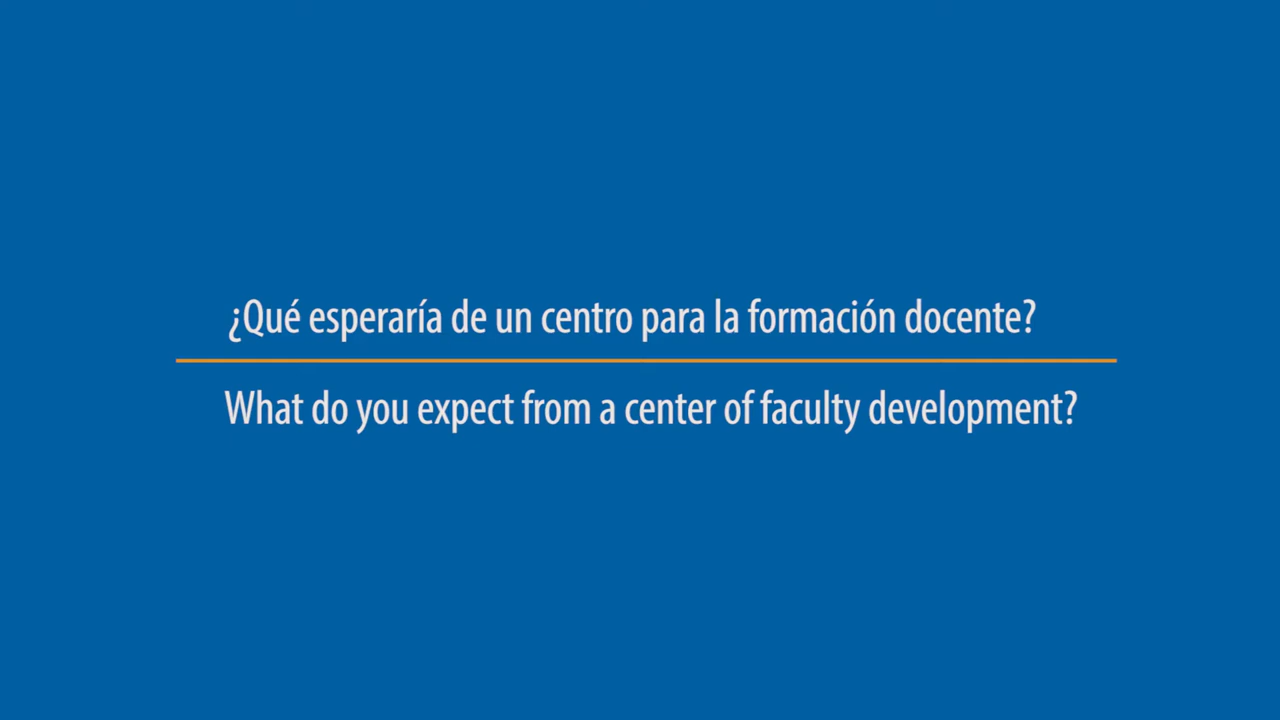 ¿Qué esperaría de un centro para la formación docente?
What do you expect from a center of faculty development?